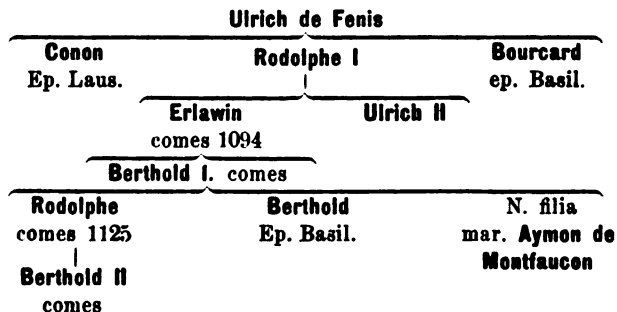 Ulrich de Fenis
Conon Rodolphe I Bourcard
Ep. Laus. ep. Basil.
Erlawin Ulrich II
comes 1094
Berthold I. comes
Rodolphe Berthold N. filia
comes 1125 Ep. Basil. mar. Aymon de
Berthold II Montfaucon
comes